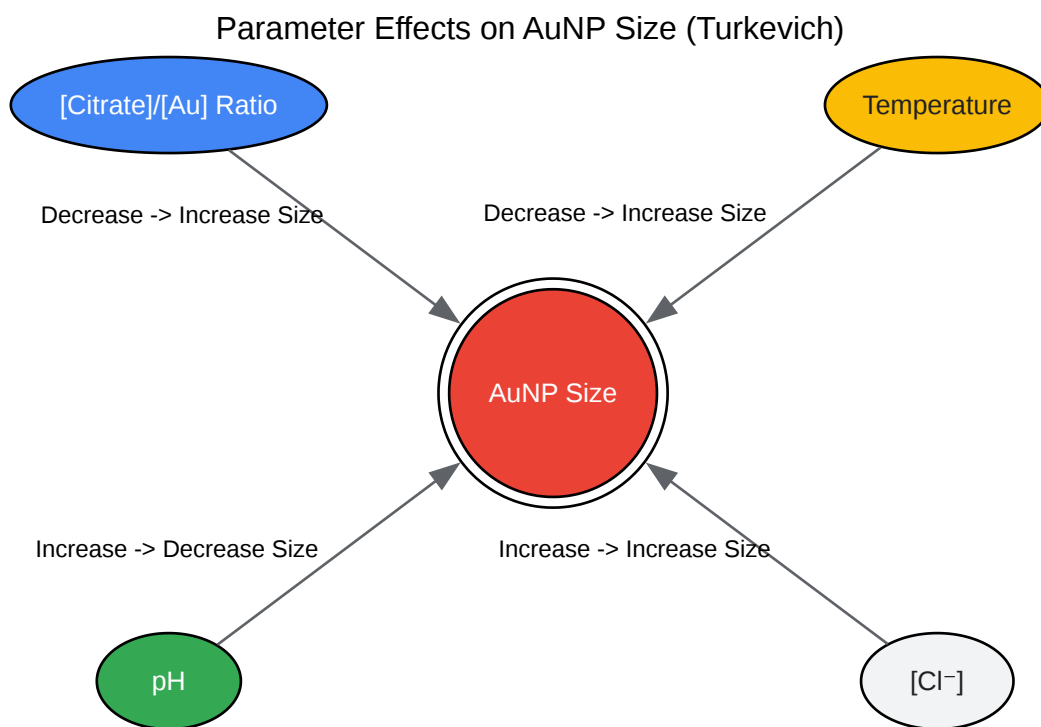 Parameter Effects on AuNP Size (Turkevich)
[Citrate]/[Au] Ratio
Temperature
Decrease -> Increase Size
Decrease -> Increase Size
AuNP Size
Increase -> Decrease Size
Increase -> Increase Size
pH
[Cl⁻]